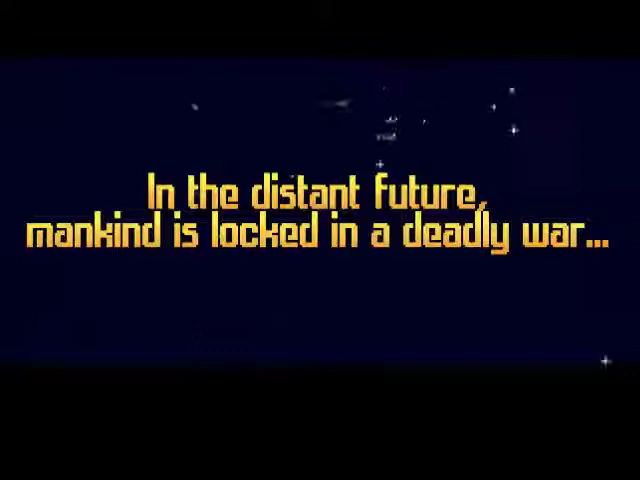 In the distant future,
mankind is locked in a deadly war...